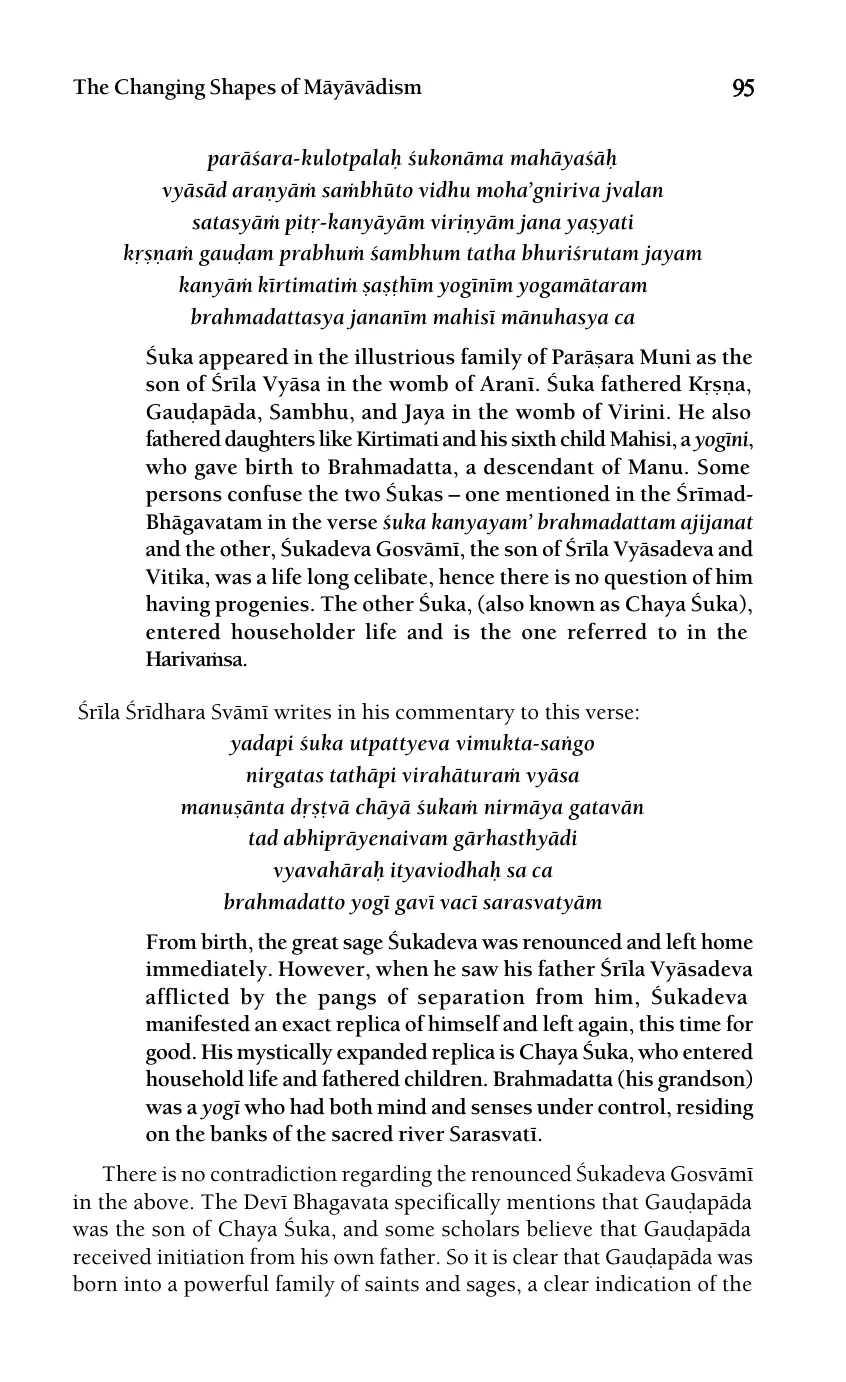 The Changing Shapes of Māyāvādism 95
parāśara-kulotpalaḥ śukonāma mahāyaśāḥ
vyāsād araṇyāṁ saṁbhūto vidhu moha’gniriva jvalan
satasyāṁ pitṛ-kanyāyām viriṇyām jana yaṣyati
kṛṣṇaṁ gauḍam prabhuṁ śambhum tatha bhuriśrutam jayam
kanyāṁ kīrtimatiṁ ṣaṣṭhīm yogīnīm yogamātaram
brahmadattasya jananīm mahisī mānuhasya ca
Śuka appeared in the illustrious family of Parāṣara Muni as the
son of Śrīla Vyāsa in the womb of Aranī. Śuka fathered Kṛṣṇa,
Gauḍapāda, Sambhu, and Jaya in the womb of Virini. He also
fathered daughters like Kirtimati and his sixth child Mahisi, a yogīni,
who gave birth to Brahmadatta, a descendant of Manu. Some
persons confuse the two Śukas – one mentioned in the Śrīmad-
Bhāgavatam in the verse śuka kanyayam’ brahmadattam ajijanat
and the other, Śukadeva Gosvāmī, the son of Śrīla Vyāsadeva and
Vitika, was a life long celibate, hence there is no question of him
having progenies. The other Śuka, (also known as Chaya Śuka),
entered householder life and is the one referred to in the
Harivaṁsa.
Śrīla Śrīdhara Svāmī writes in his commentary to this verse:
yadapi śuka utpattyeva vimukta-saṅgo
nirgatas tathāpi virahāturaṁ vyāsa
manuṣānta dṛṣṭvā chāyā śukaṁ nirmāya gatavān
tad abhiprāyenaivam gārhasthyādi
vyavahāraḥ ityaviodhaḥ sa ca
brahmadatto yogī gavī vacī sarasvatyām
From birth, the great sage Śukadeva was renounced and left home
immediately. However, when he saw his father Śrīla Vyāsadeva
afflicted by the pangs of separation from him, Śukadeva
manifested an exact replica of himself and left again, this time for
good. His mystically expanded replica is Chaya Śuka, who entered
household life and fathered children. Brahmadatta (his grandson)
was a yogī who had both mind and senses under control, residing
on the banks of the sacred river Sarasvatī.
There is no contradiction regarding the renounced Śukadeva Gosvāmī
in the above. The Devī Bhagavata specifically mentions that Gauḍapāda
was the son of Chaya Śuka, and some scholars believe that Gauḍapāda
received initiation from his own father. So it is clear that Gauḍapāda was
born into a powerful family of saints and sages, a clear indication of the